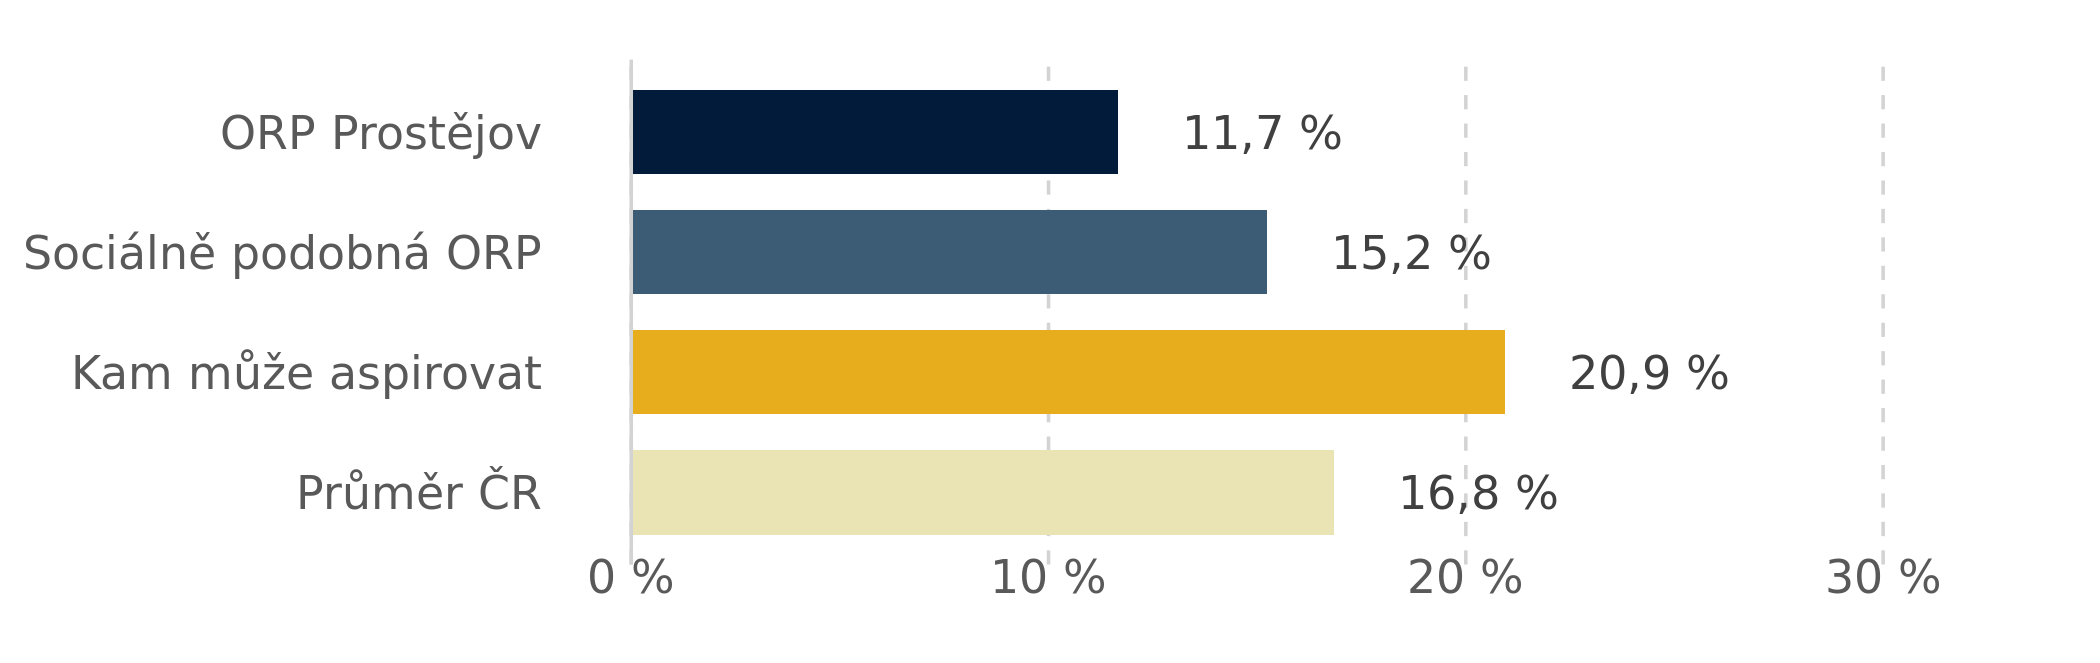 ORP Prostějov 11,7 %
Sociálně podobná ORP 15,2 %
Kam může aspirovat 20,9 %
Průměr ČR 16,8 %
0 % 10 % 20 % 30 %